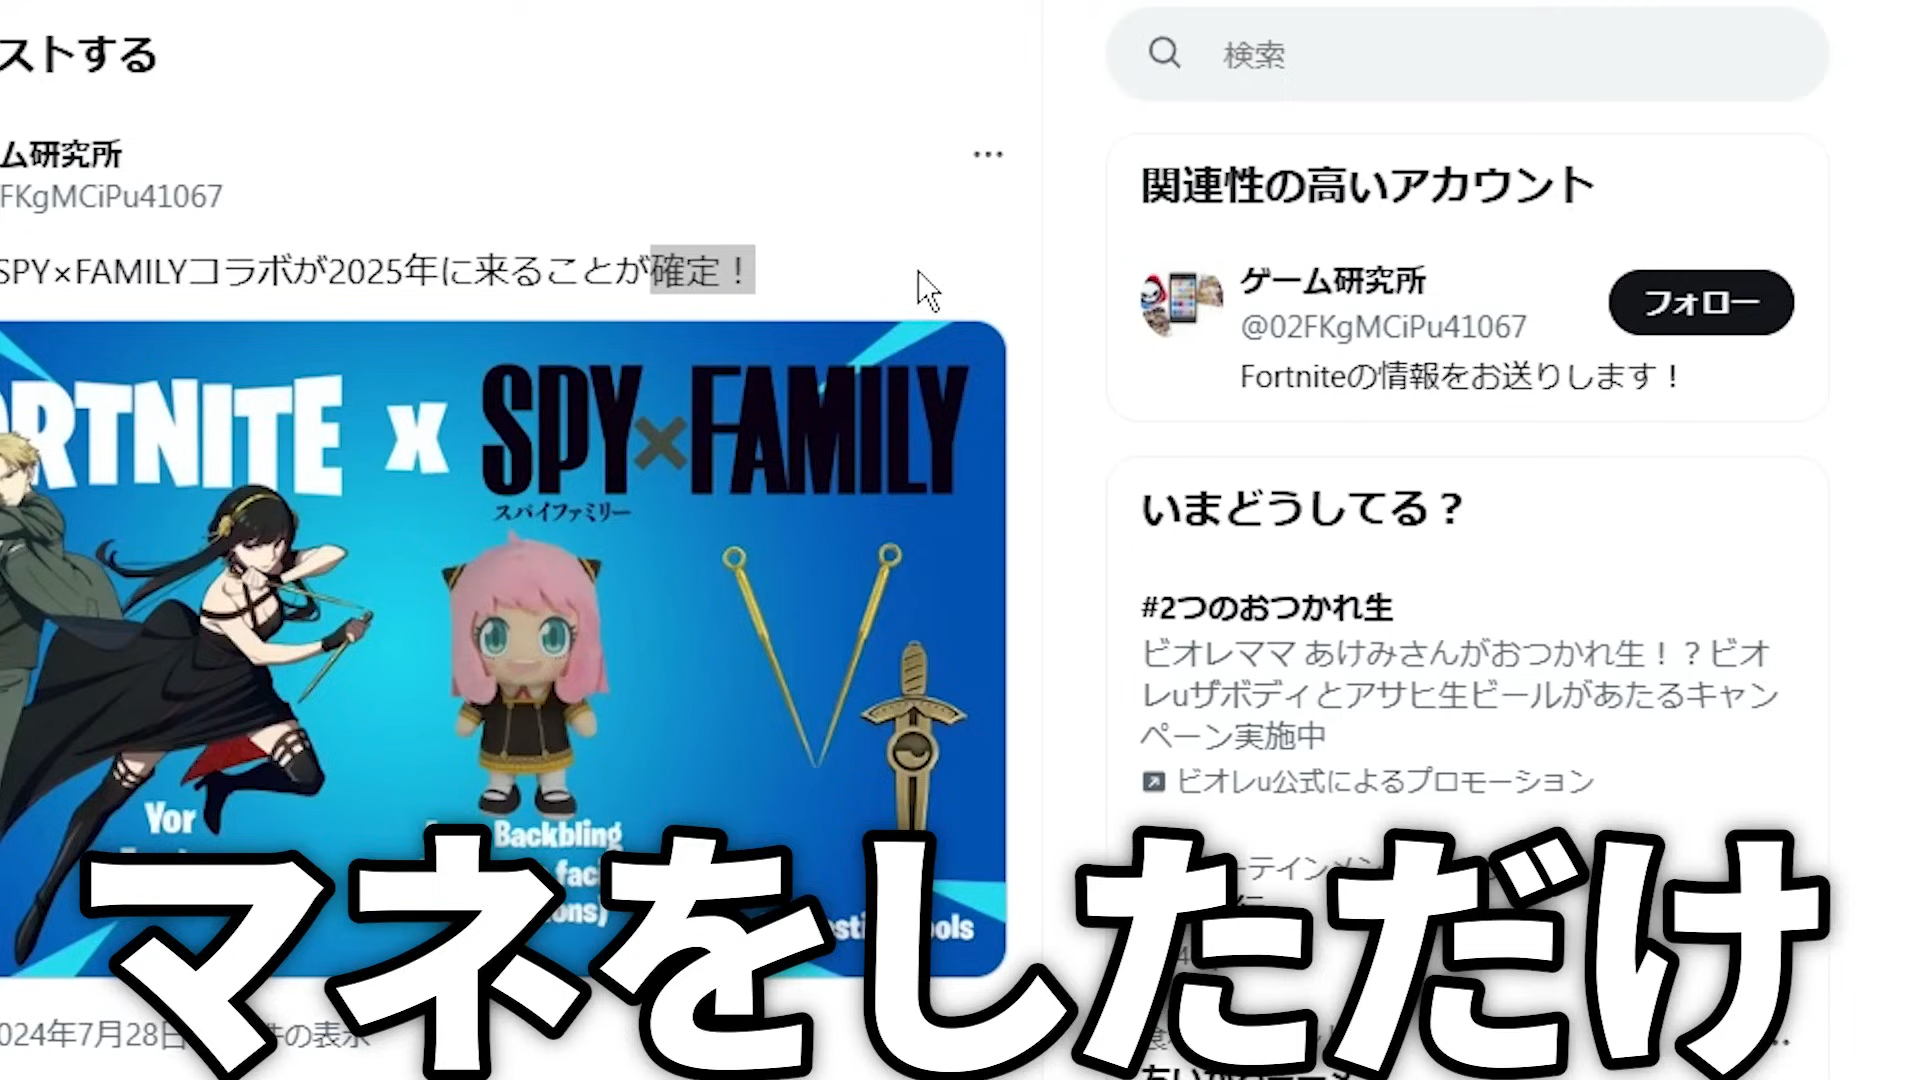 ストする
検索
ム研究所
FKgMCiPu41067
SPY×FAMILYコラボが2025年に来ることが確定！
関連性の高いアカウント
ゲーム研究所
@02FKgMCiPu41067
フォロー
Fortniteの情報をお送りします！
ORTNITE x SPY×FAMILY
スパイファミリー
いまどうしてる？
#2つのおつかれ生
ビオレママ あけみさんがおつかれ生！？ビオ
レuザボディとアサヒ生ビールがあたるキャン
ペーン実施中
ビオレu公式によるプロモーション
Yor
Backbling
マネをしただけ
024年7月28日
件の表示